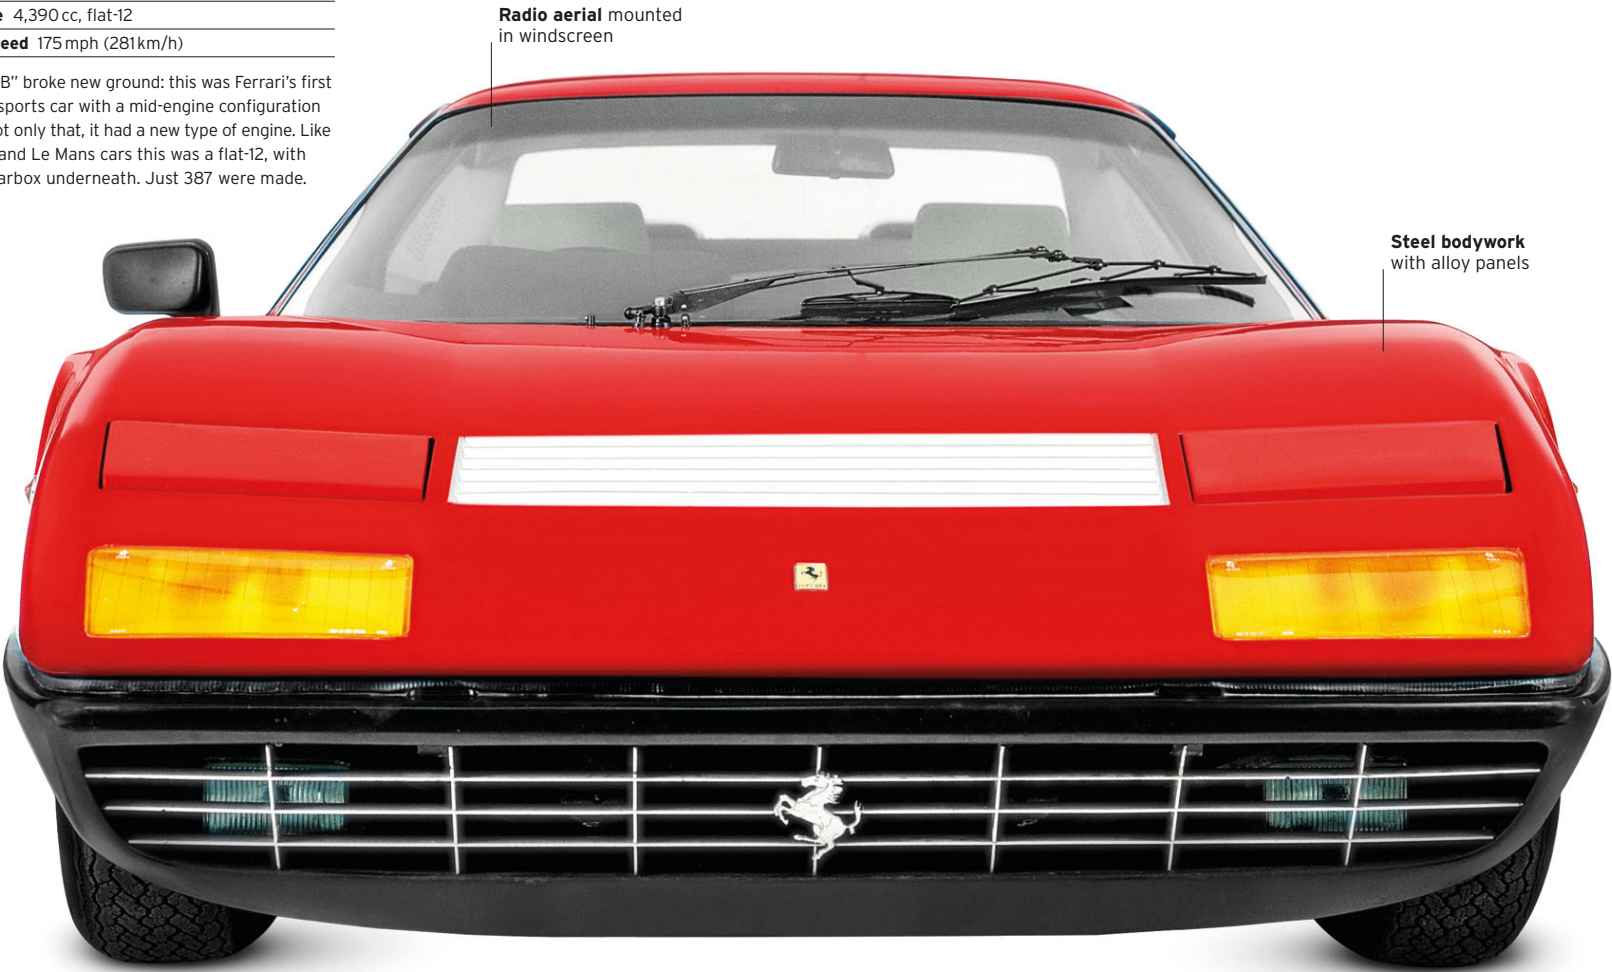 e 4,390 cc, flat-12
eed 175 mph (281 km/h)
B” broke new ground: this was Ferrari’s first
sports car with a mid-engine configuration
ot only that, it had a new type of engine. Like
and Le Mans cars this was a flat-12, with
arbox underneath. Just 387 were made.
Radio aerial mounted
in windscreen
Steel bodywork
with alloy panels